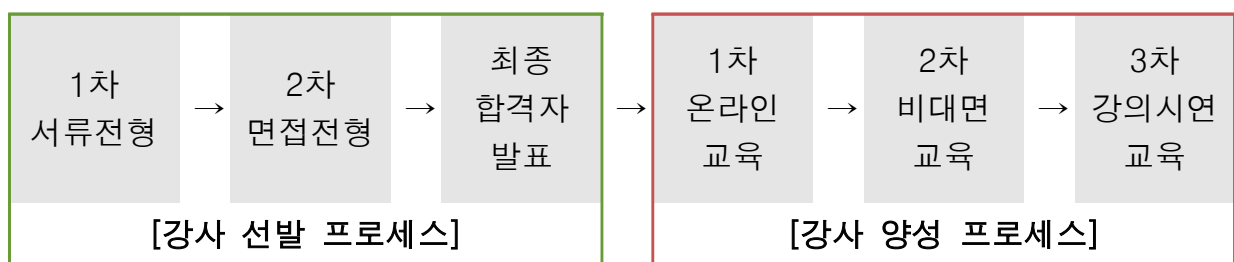 1차
서류전형
→
2차
면접전형
→
최종
합격자
발표
→
1차
온라인
교육
→
2차
비대면
교육
→
3차
강의시연
교육
[강사 선발 프로세스]
[강사 양성 프로세스]